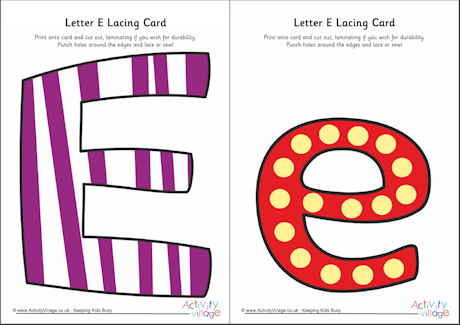 Letter E Lacing Card
Print onto card and cut out, laminating if you wish for durability.
Punch holes around the edges and lace or sew!
E
Activity
village
© www.ActivityVillage.co.uk - Keeping Kids Busy
Letter E Lacing Card
Print onto card and cut out, laminating if you wish for durability.
Punch holes around the edges and lace or sew!
e
Activity
village
© www.ActivityVillage.co.uk - Keeping Kids Busy